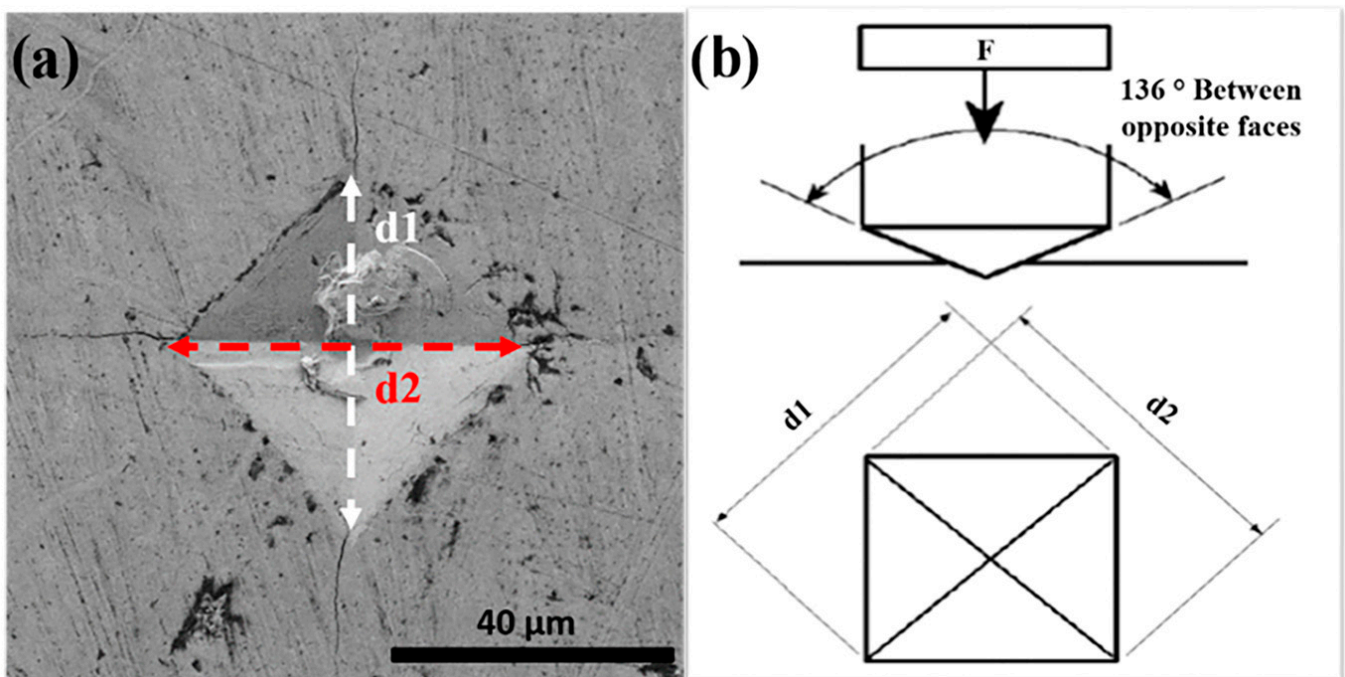 (a)
d1
d2
40 µm
(b)
F
136 ° Between
opposite faces
d1
d2